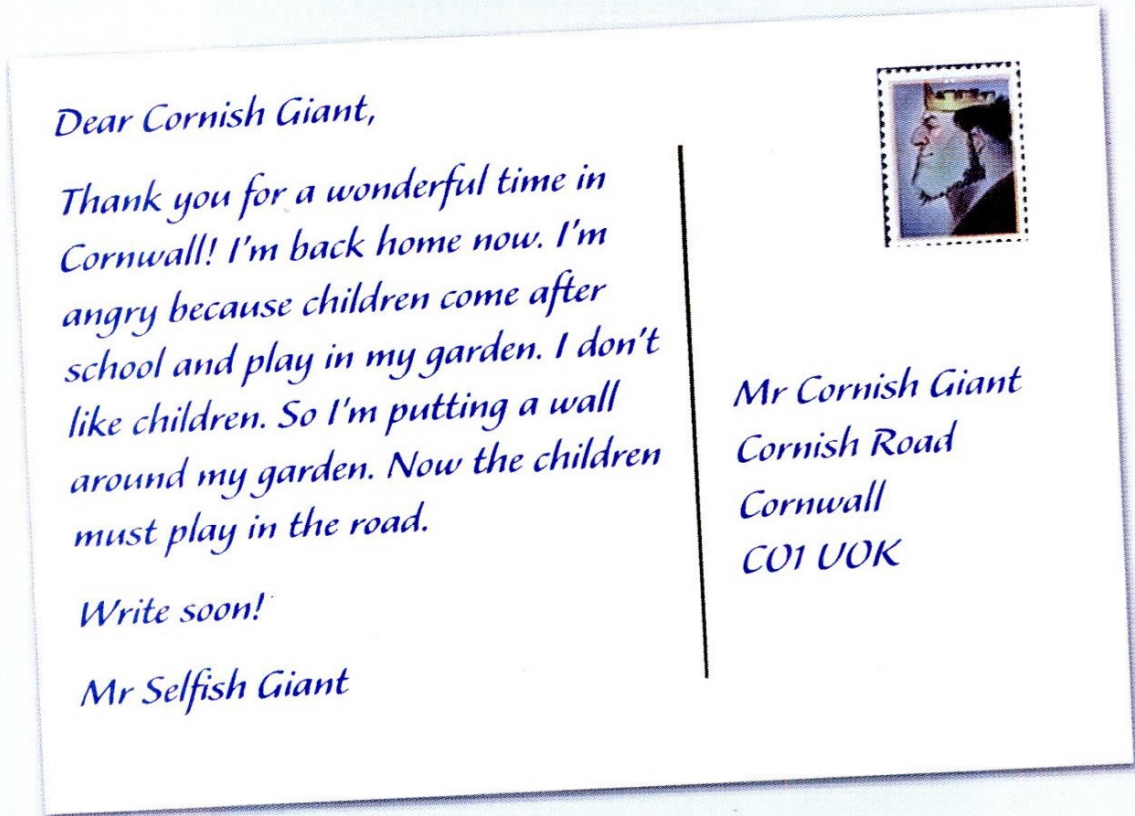 Dear Cornish Giant,
Thank you for a wonderful time in
Cornwall! I'm back home now. I'm
angry because children come after
school and play in my garden. I don't
like children. So I'm putting a wall
around my garden. Now the children
must play in the road.
Write soon!
Mr Selfish Giant
Mr Cornish Giant
Cornish Road
Cornwall
CO1 UOK